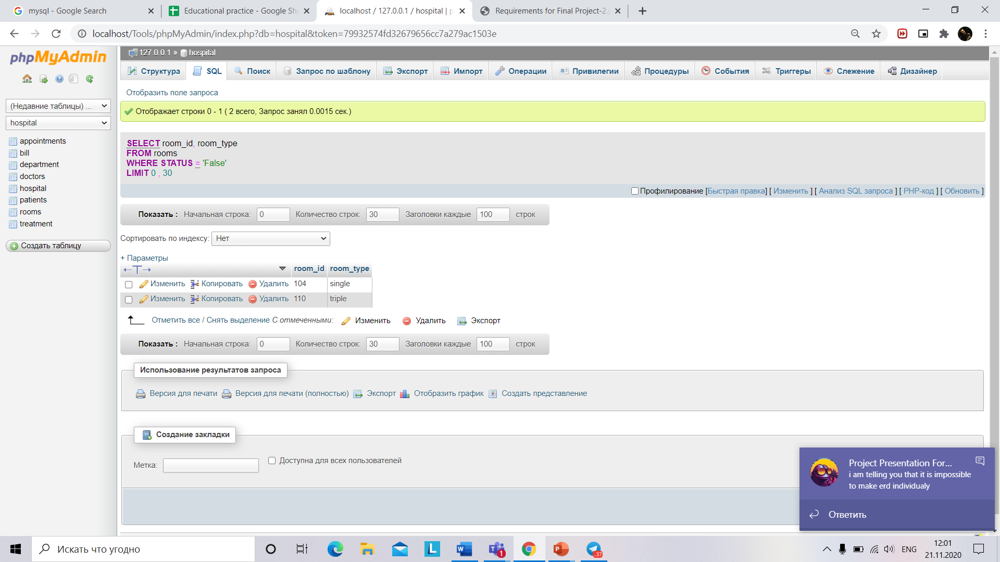 mysql - Google Search
Educational practice - Google Sh
localhost / 127.0.0.1 / hospital | p
Requirements for Final Project-2.
localhost/Tools/phpMyAdmin/index.php?db=hospital&token=79932574fd32679656cc7a279ac1503e
phpMyAdmin
127.0.0.1 » hospital
Структура SQL Поиск Запрос по шаблону Экспорт Импорт Операции Привилегии Процедуры События Триггеры Слежение Дизайнер
(Недавние таблицы) ...
hospital
appointments
bill
department
doctors
hospital
patients
rooms
treatment
Создать таблицу
Отобразить поле запроса
Отображает строки 0 - 1 ( 2 всего, Запрос занял 0.0015 сек.)
SELECT room_id, room_type
FROM rooms
WHERE STATUS = 'False'
LIMIT 0 , 30
Профилирование [Быстрая правка] [ Изменить ] [ Анализ SQL запроса ] [ PHP-код ] [ Обновить ]
Показать : Начальная строка: 0 Количество строк: 30 Заголовки каждые 100 строк
Сортировать по индексу: Нет
+ Параметры
←T→ room_id room_type
Изменить Копировать Удалить 104 single
Изменить Копировать Удалить 110 triple
Отметить все / Снять выделение С отмеченными: Изменить Удалить Экспорт
Показать : Начальная строка: 0 Количество строк: 30 Заголовки каждые 100 строк
Использование результатов запроса
Версия для печати Версия для печати (полностью) Экспорт Отобразить график Создать представление
Создание закладки
Метка: Доступна для всех пользователей
Project Presentation For...
i am telling you that it is impossible
to make erd individualy
Ответить
Искать что угодно
L
W
T
1
P
..37
ENG
12:01
21.11.2020